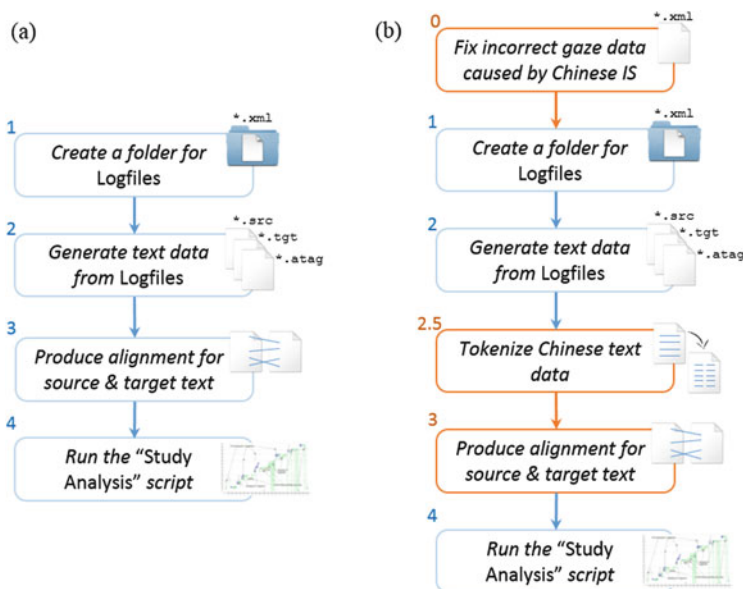 (a)
1
*.xml
Create a folder for
Logfiles
2
*.src
*.tgt
*.atag
Generate text data
from Logfiles
3
Produce alignment for
source & target text
4
Run the “Study
Analysis” script
(b)
0
*.xml
Fix incorrect gaze data
caused by Chinese IS
1
*.xml
Create a folder for
Logfiles
2
*.src
*.tgt
*.atag
Generate text data
from Logfiles
2.5
Tokenize Chinese text
data
3
Produce alignment for
source & target text
4
Run the “Study
Analysis” script